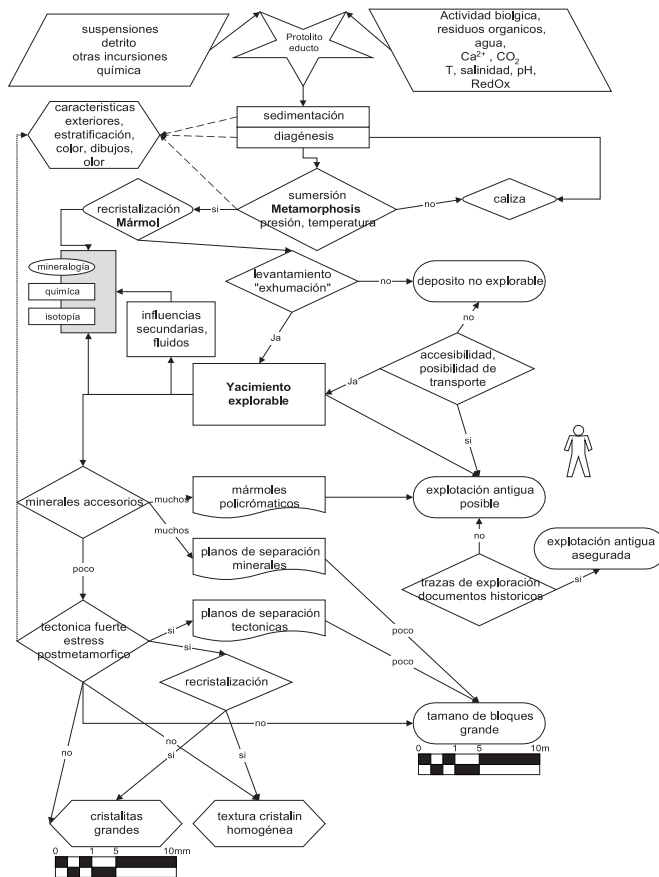 suspensiones
detrito
otras incursiones
química
Protolito
educto
Actividad biolgica,
residuos organicos,
agua,
Ca²⁺ , CO₂
T, salinidad, pH,
RedOx
características
exteriores,
estratificación,
color, dibujos,
olor
sedimentación
diagénesis
recristalización
Mármol
si
sumersión
Metamorphosis
presión, temperatura
no
caliza
mineralogía
química
isotopía
influencias
secundarias,
fluidos
levantamiento
"exhumación"
no
deposito no explorable
Ja
no
accesibilidad,
posibilidad de
transporte
Ja
si
Yacimiento
explorable
minerales accesorios
muchos
mármoles
policrómaticos
explotación antigua
posible
muchos
planos de separación
minerales
no
explotación antigua
asegurada
poco
trazas de exploración
documentos historicos
si
tectonica fuerte
estress
postmetamorfico
si
planos de separación
tectonicas
poco
poco
si
recristalización
no
tamano de bloques
grande
no
no
si
si
0 1 5 10m
cristalitas
grandes
textura cristalin
homogénea
0 1 5 10mm